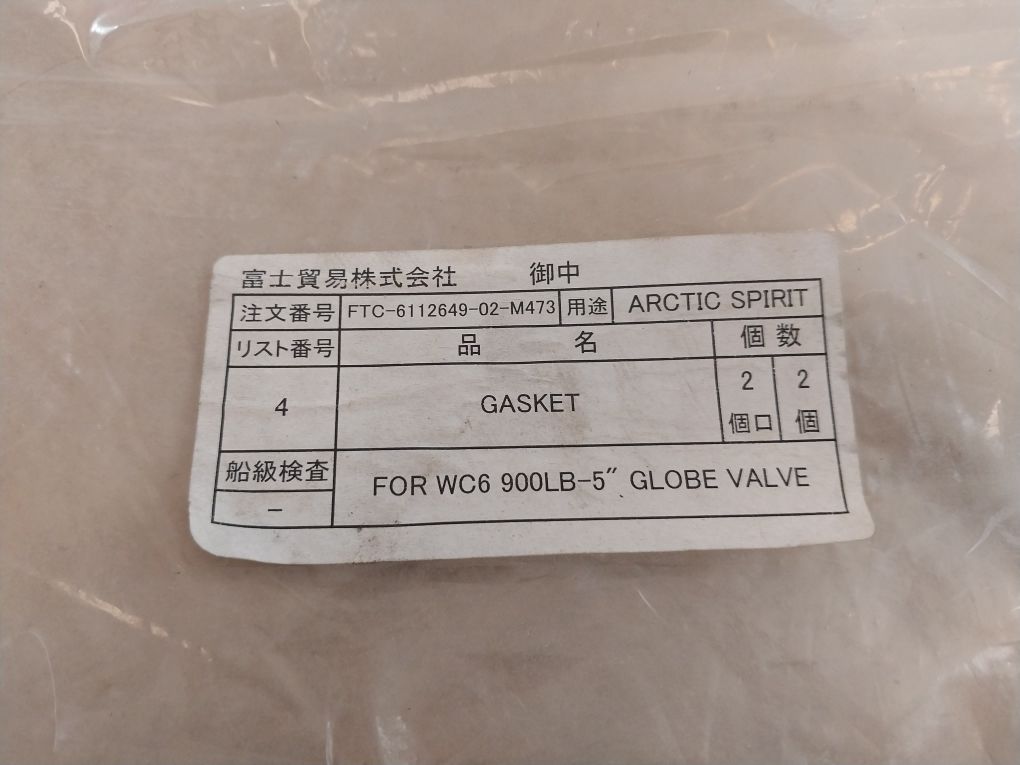 富士貿易株式会社 御中
注文番号 FTC-6112649-02-M473 用途 ARCTIC SPIRIT
リスト番号 品名 個数
4 GASKET 2個口 2個
船級検査 FOR WC6 900LB-5″ GLOBE VALVE
-